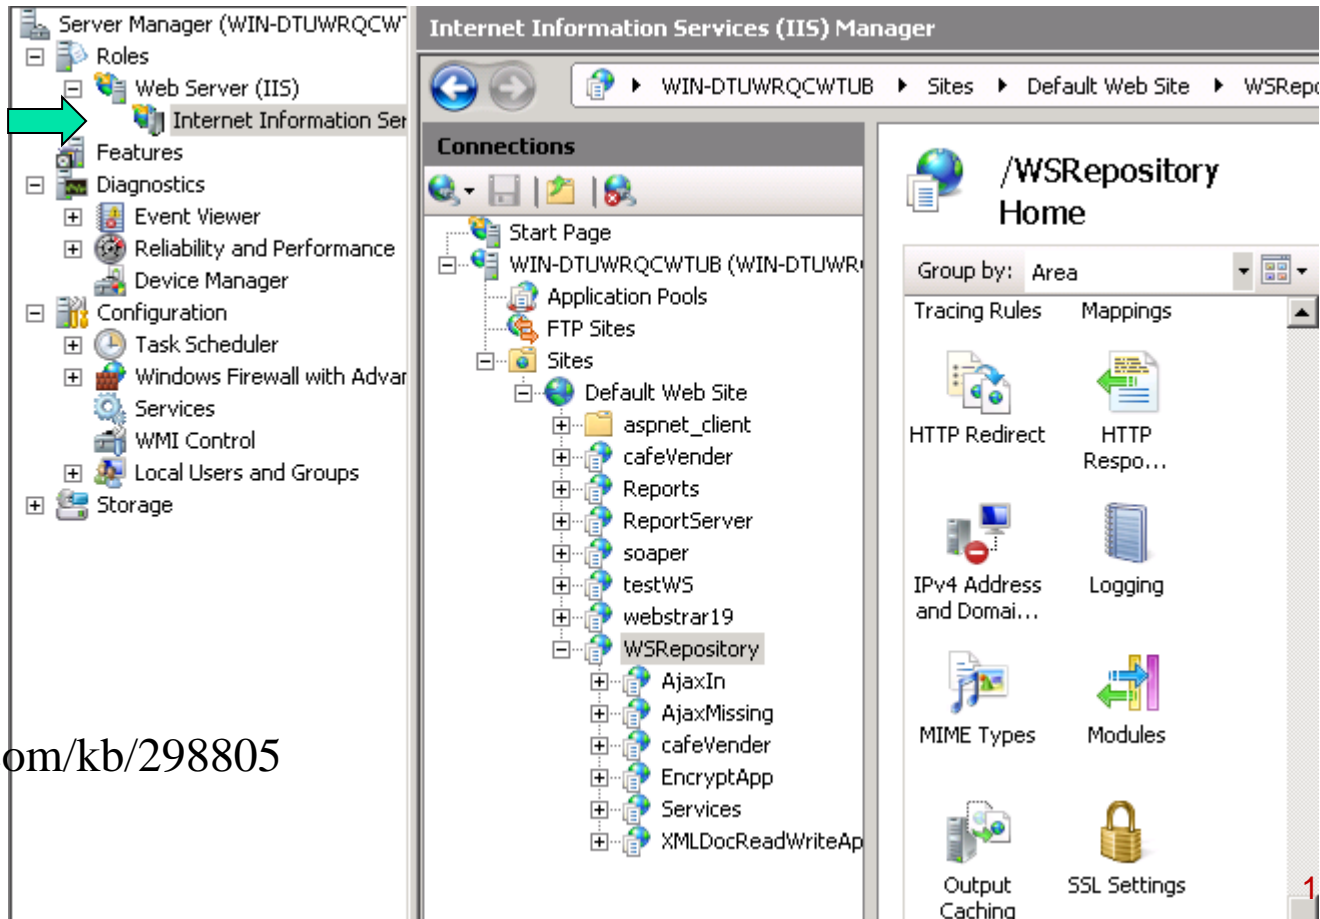 Server Manager (WIN-DTUWRQCWT
Roles
Web Server (IIS)
Internet Information Ser
Features
Diagnostics
Event Viewer
Reliability and Performance
Device Manager
Configuration
Task Scheduler
Windows Firewall with Advar
Services
WMI Control
Local Users and Groups
Storage
om/kb/298805
Internet Information Services (IIS) Manager
WIN-DTUWRQCWTUB Sites Default Web Site WSRepo
Connections
Start Page
WIN-DTUWRQCWTUB (WIN-DTUWR
Application Pools
FTP Sites
Sites
Default Web Site
aspnet_client
cafeVender
Reports
ReportServer
soaper
testWS
webstrar19
WSRepository
AjaxIn
AjaxMissing
cafeVender
EncryptApp
Services
XMLDocReadWriteAp
/WSRepository
Home
Group by: Area
Tracing Rules Mappings
HTTP Redirect HTTP
Respo...
IPv4 Address Logging
and Domai...
MIME Types Modules
Output SSL Settings
Caching
1